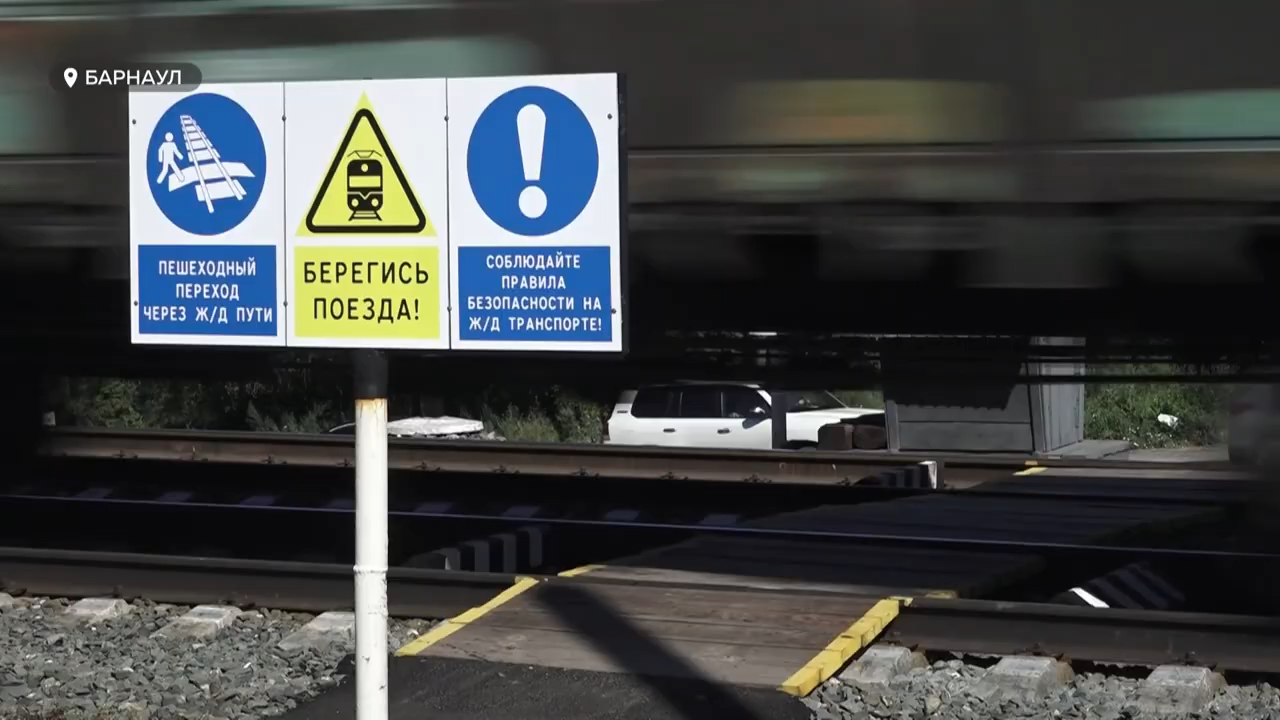 БАРНАУЛ
ПЕШЕХОДНЫЙ
ПЕРЕХОД
ЧЕРЕЗ Ж/Д ПУТИ
БЕРЕГИСЬ
ПОЕЗДА!
СОБЛЮДАЙТЕ
ПРАВИЛА
БЕЗОПАСНОСТИ НА
Ж/Д ТРАНСПОРТЕ!